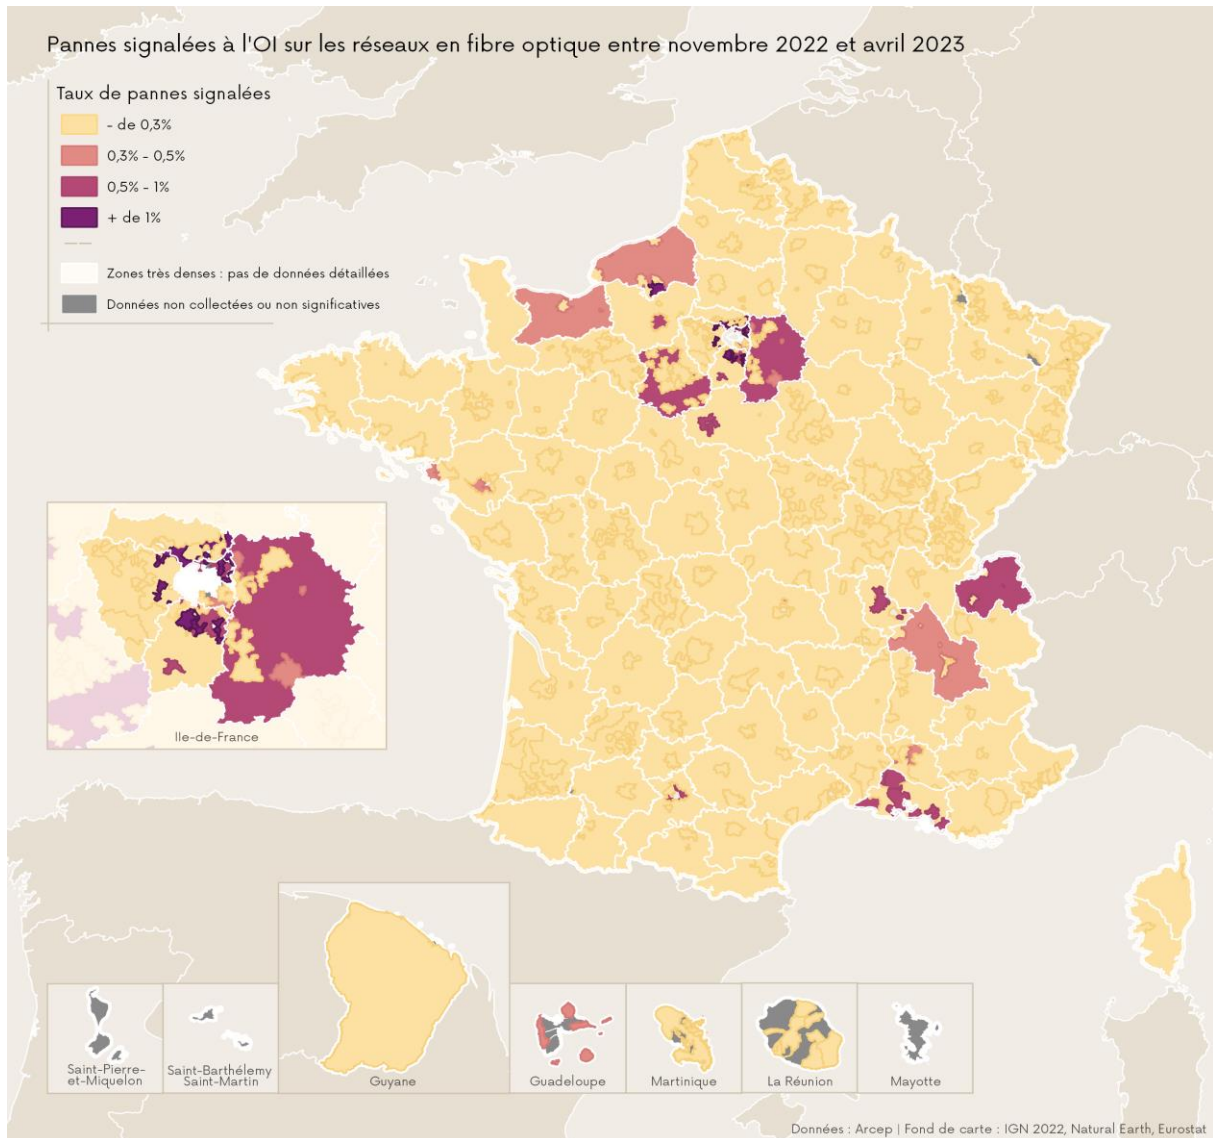 Pannes signalées à l'OI sur les réseaux en fibre optique entre novembre 2022 et avril 2023
Taux de pannes signalées
- de 0,3%
0,3% - 0,5%
0,5% - 1%
+ de 1%
Zones très denses : pas de données détaillées
Données non collectées ou non significatives
Ile-de-France
Saint-Pierre-
et-Miquelon
Saint-Barthélemy
Saint-Martin
Guyane
Guadeloupe
Martinique
La Réunion
Mayotte
Données : Arcep | Fond de carte : IGN 2022, Natural Earth, Eurostat